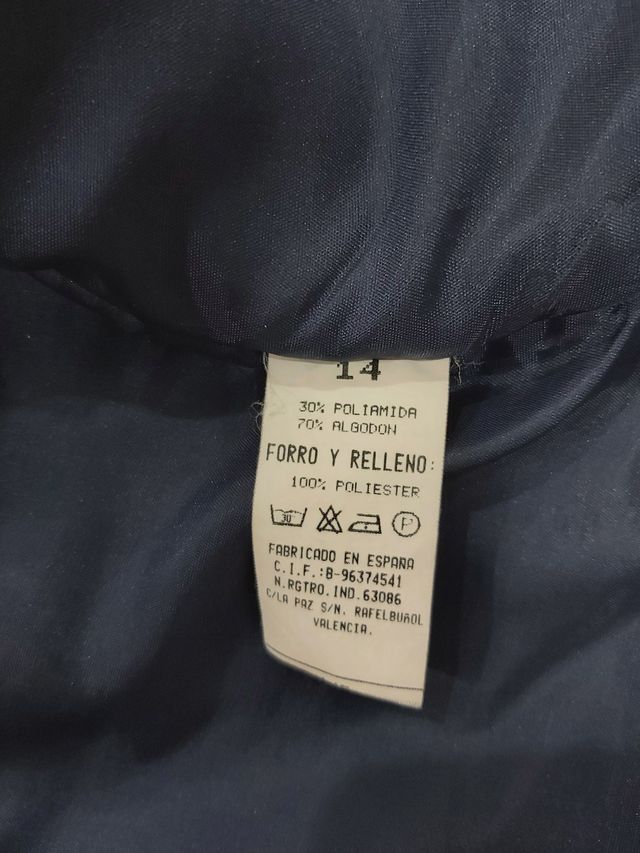 14
30% POLIAMIDA
70% ALGODON
FORRO Y RELLENO:
100% POLIESTER
30° P
FABRICADO EN ESPAÑA
C.I.F.:B-96374541
N.RGTRO.IND.63086
C/LA PAZ S/N. RAFELBUñOL
VALENCIA.